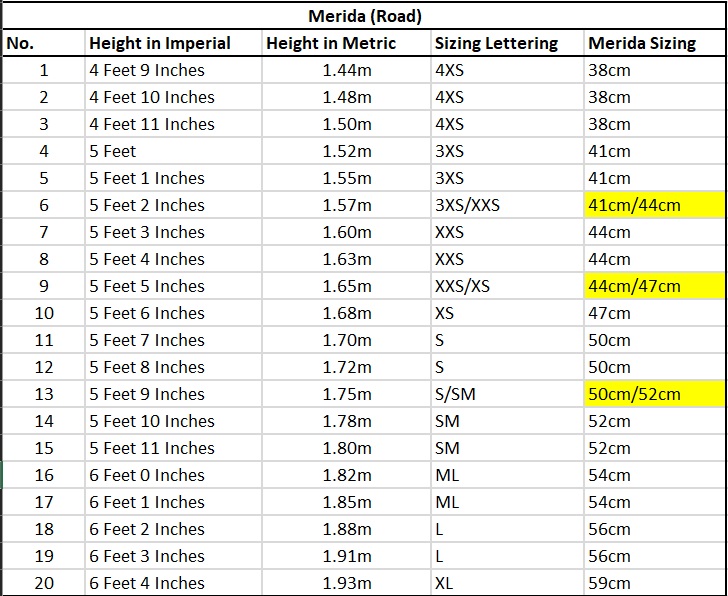 Merida (Road)
No. Height in Imperial Height in Metric Sizing Lettering Merida Sizing
1 4 Feet 9 Inches 1.44m 4XS 38cm
2 4 Feet 10 Inches 1.48m 4XS 38cm
3 4 Feet 11 Inches 1.50m 4XS 38cm
4 5 Feet 1.52m 3XS 41cm
5 5 Feet 1 Inches 1.55m 3XS 41cm
6 5 Feet 2 Inches 1.57m 3XS/XXS 41cm/44cm
7 5 Feet 3 Inches 1.60m XXS 44cm
8 5 Feet 4 Inches 1.63m XXS 44cm
9 5 Feet 5 Inches 1.65m XXS/XS 44cm/47cm
10 5 Feet 6 Inches 1.68m XS 47cm
11 5 Feet 7 Inches 1.70m S 50cm
12 5 Feet 8 Inches 1.72m S 50cm
13 5 Feet 9 Inches 1.75m S/SM 50cm/52cm
14 5 Feet 10 Inches 1.78m SM 52cm
15 5 Feet 11 Inches 1.80m SM 52cm
16 6 Feet 0 Inches 1.82m ML 54cm
17 6 Feet 1 Inches 1.85m ML 54cm
18 6 Feet 2 Inches 1.88m L 56cm
19 6 Feet 3 Inches 1.91m L 56cm
20 6 Feet 4 Inches 1.93m XL 59cm